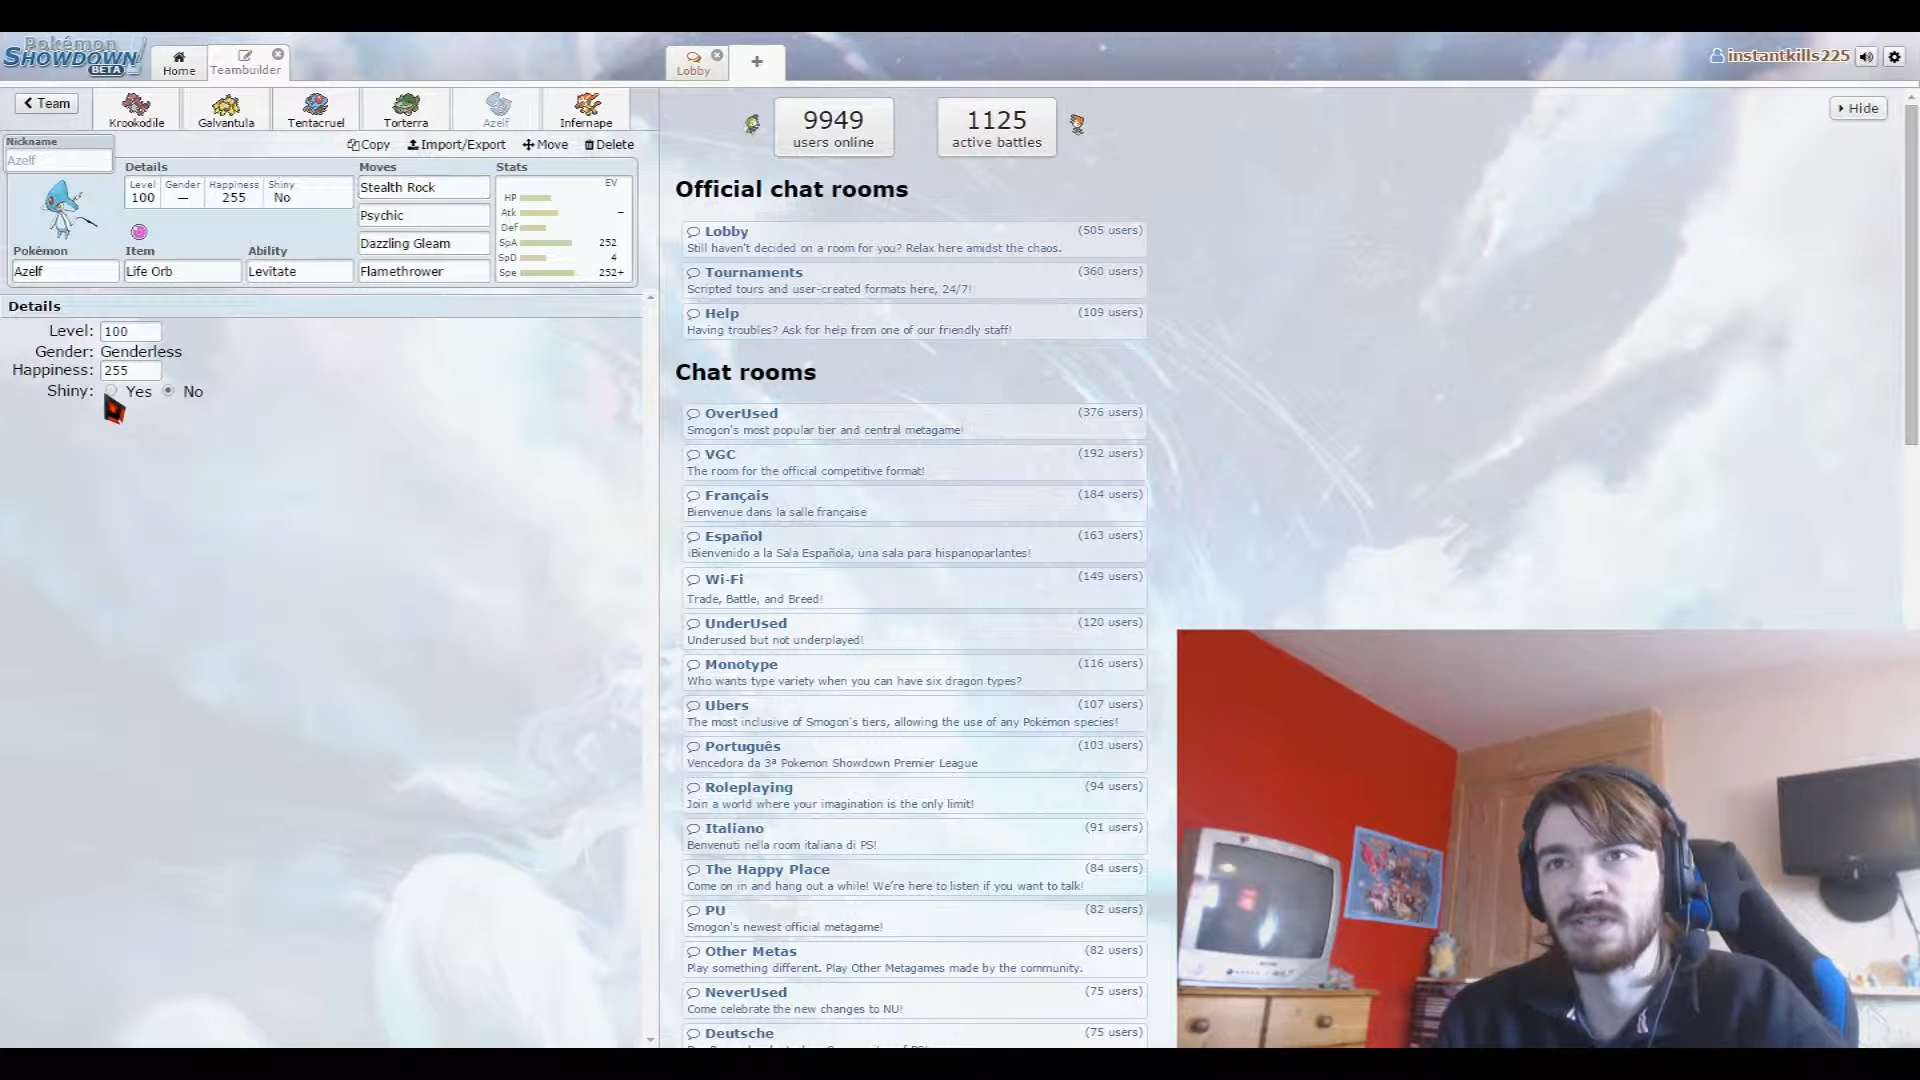 Pokémon
SHOWDOWN!
BETA
Home
Teambuilder
Lobby
+
instantkills225
Team
Krookodile
Galvantula
Tentacruel
Torterra
Azelf
Infernape
Hide
Nickname
Azelf
Copy
Import/Export
Move
Delete
Details
Level
Gender
Happiness
Shiny
100
—
255
No
Pokémon
Azelf
Item
Life Orb
Ability
Levitate
Moves
Stealth Rock
Psychic
Dazzling Gleam
Flamethrower
Stats
EV
HP
Atk –
Def
SpA 252
SpD 4
Spe 252+
Details
Level: 100
Gender: Genderless
Happiness: 255
Shiny: Yes No
9949
users online
1125
active battles
Official chat rooms
Lobby (505 users)
Still haven't decided on a room for you? Relax here amidst the chaos.
Tournaments (360 users)
Scripted tours and user-created formats here, 24/7!
Help (109 users)
Having troubles? Ask for help from one of our friendly staff!
Chat rooms
OverUsed (376 users)
Smogon's most popular tier and central metagame!
VGC (192 users)
The room for the official competitive format!
Français (184 users)
Bienvenue dans la salle française
Español (163 users)
¡Bienvenido a la Sala Española, una sala para hispanoparlantes!
Wi-Fi (149 users)
Trade, Battle, and Breed!
UnderUsed (120 users)
Underused but not underplayed!
Monotype (116 users)
Who wants type variety when you can have six dragon types?
Ubers (107 users)
The most inclusive of Smogon's tiers, allowing the use of any Pokémon species!
Português (103 users)
Vencedora da 3ª Pokemon Showdown Premier League
Roleplaying (94 users)
Join a world where your imagination is the only limit!
Italiano (91 users)
Benvenuti nella room italiana di PS!
The Happy Place (84 users)
Come on in and hang out a while! We're here to listen if you want to talk!
PU (82 users)
Smogon's newest official metagame!
Other Metas (82 users)
Play something different. Play Other Metagames made by the community.
NeverUsed (75 users)
Come celebrate the new changes to NU!
Deutsche (75 users)